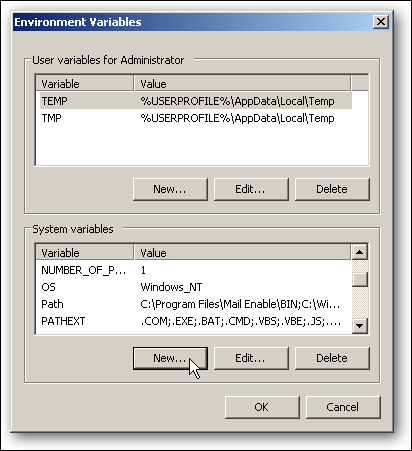 Environment Variables
User variables for Administrator
Variable Value
TEMP %USERPROFILE%\AppData\Local\Temp
TMP %USERPROFILE%\AppData\Local\Temp
New... Edit... Delete
System variables
Variable Value
NUMBER_OF_P... 1
OS Windows_NT
Path C:\Program Files\Mail Enable\BIN;C:\Wi...
PATHEXT .COM;.EXE;.BAT;.CMD;.VBS;.VBE;.JS;....
New... Edit... Delete
OK Cancel